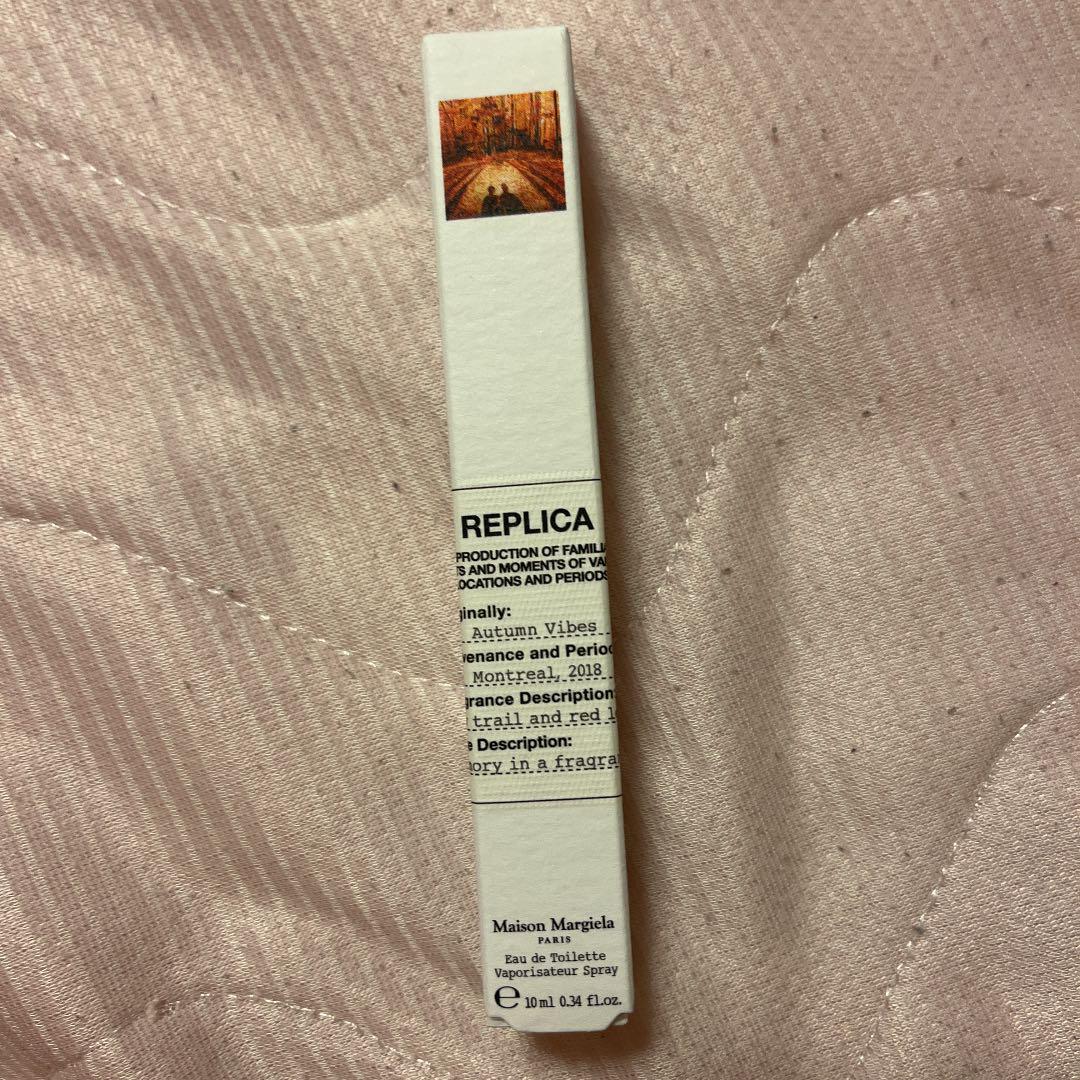 REPLICA
PRODUCTION OF FAMILI
TS AND MOMENTS OF VA
OCATIONS AND PERIODS
ginally:
Autumn Vibes
venance and Perio
Montreal, 2018
grance Description:
trail and red l
e Description:
ory in a fragra
Maison Margiela
PARIS
Eau de Toilette
Vaporisateur Spray
℮ 10 ml 0.34 fl.oz.